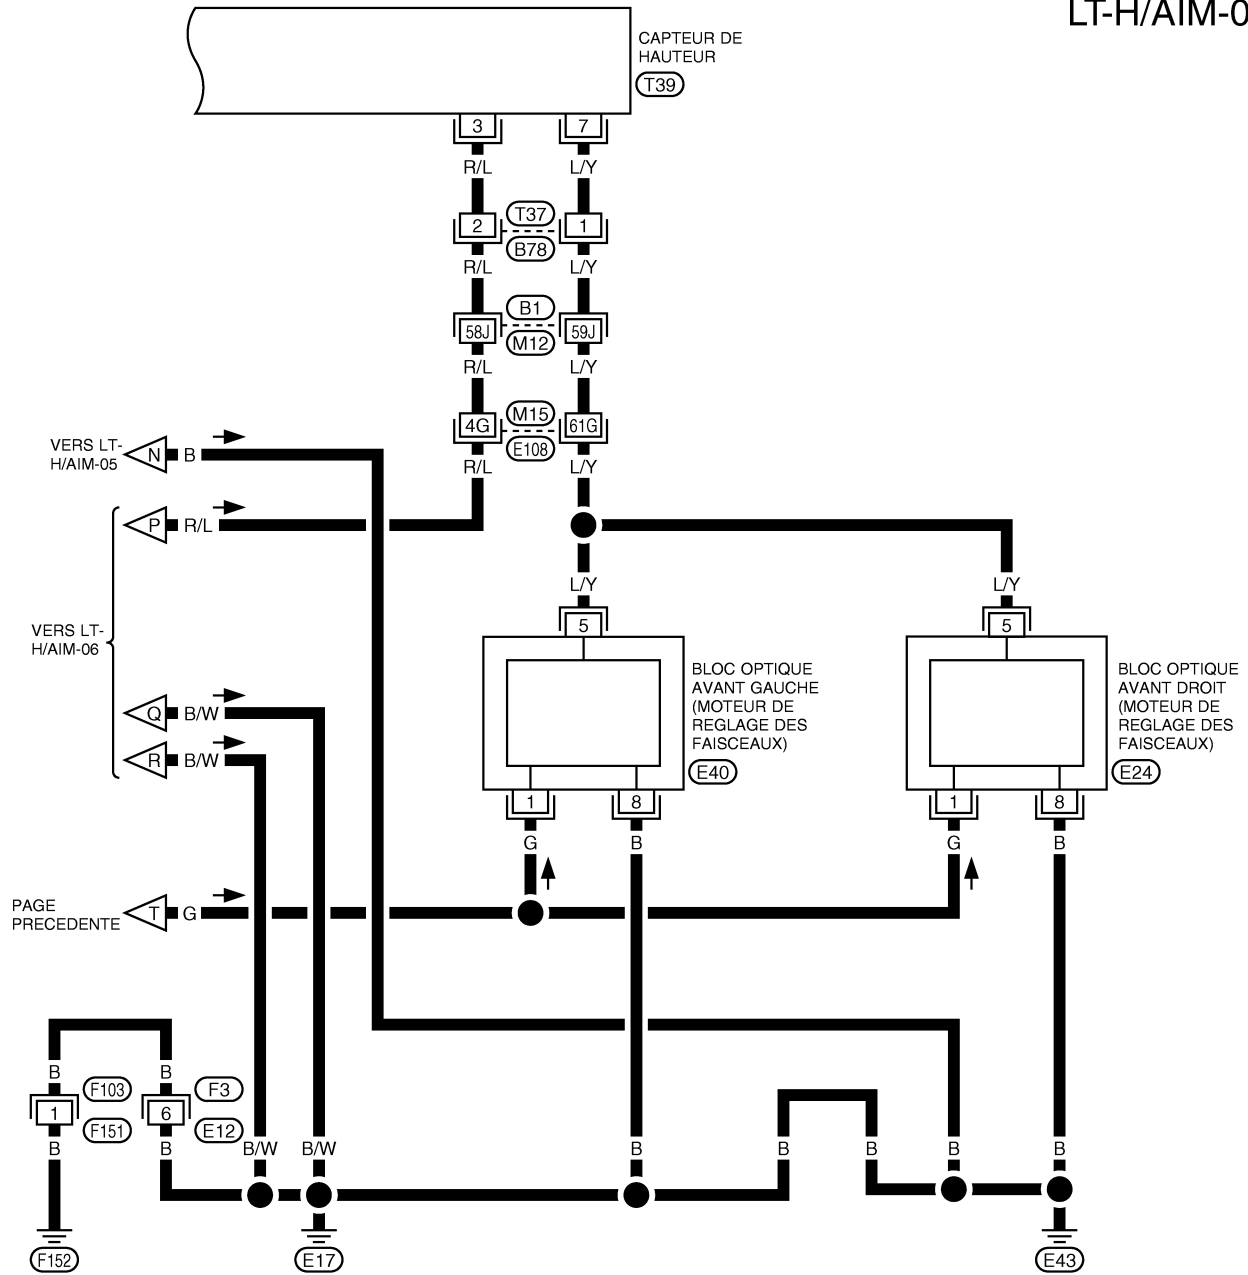 LT-H/AIM-0
CAPTEUR DE
HAUTEUR
T39
3 7
R/L L/Y
T37
2 1
B78
R/L L/Y
B1
58J 59J
M12
R/L L/Y
M15
4G 61G
E108
R/L L/Y
VERS LT-
H/AIM-05
N B
P R/L
VERS LT-
H/AIM-06
L/Y L/Y
5 5
BLOC OPTIQUE
AVANT GAUCHE
(MOTEUR DE
REGLAGE DES
FAISCEAUX)
E40
BLOC OPTIQUE
AVANT DROIT
(MOTEUR DE
REGLAGE DES
FAISCEAUX)
E24
Q B/W
R B/W
1 8 1 8
G B G B
PAGE
PRECEDENTE
T G
B B
F103 F3
1 6
F151 E12
B B B/W B/W B B B B B
F152 E17 E43